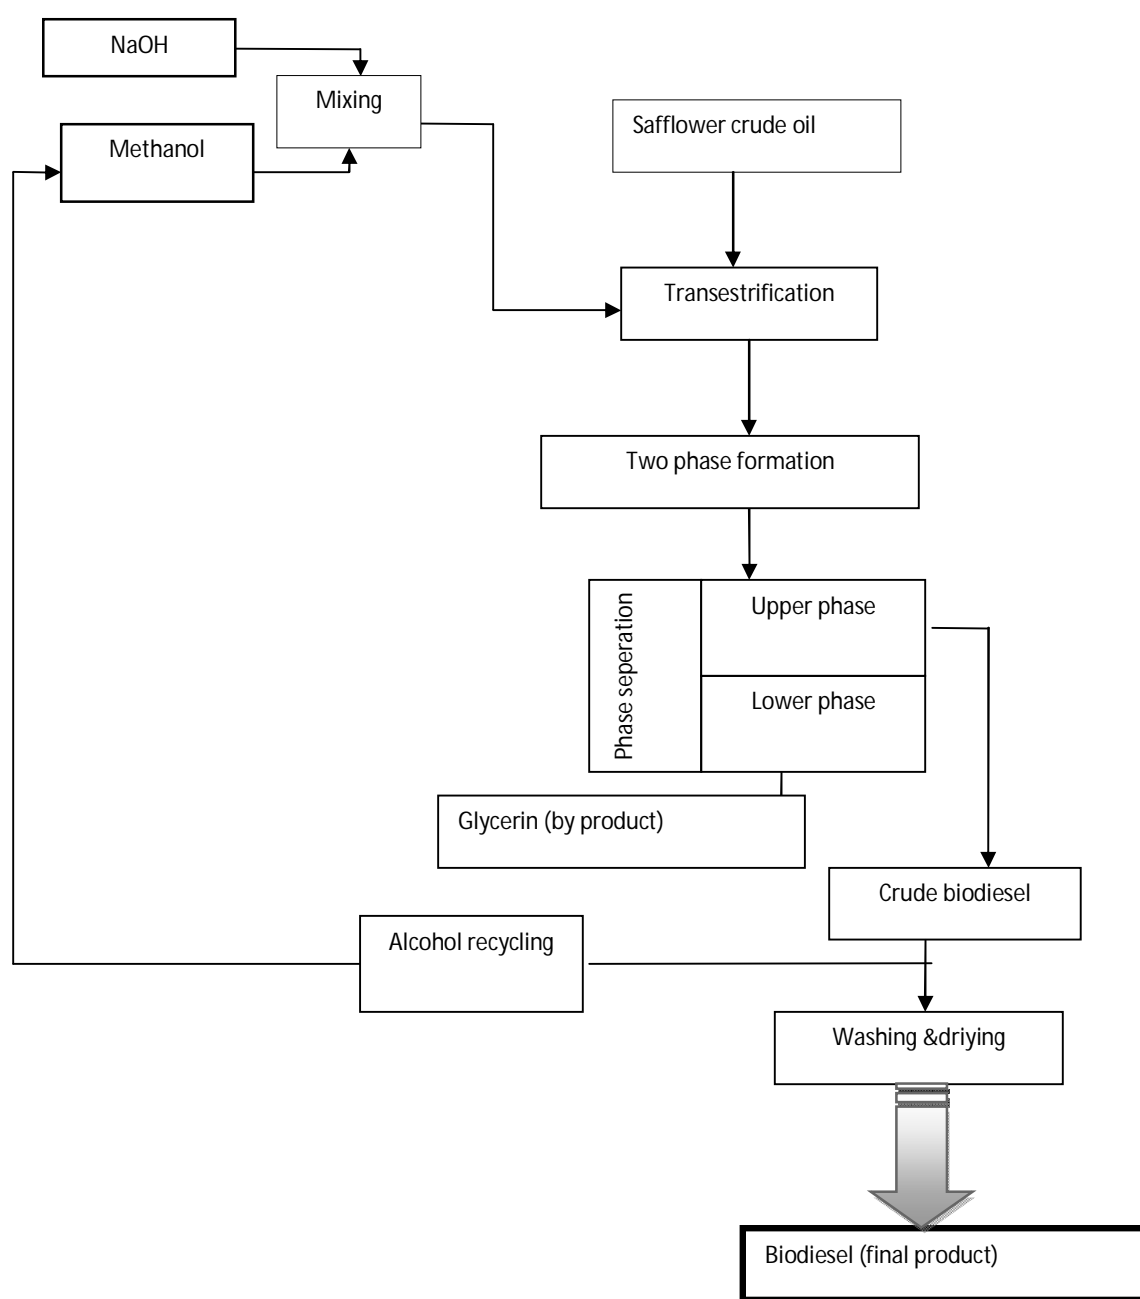 NaOH
Mixing
Methanol
Safflower crude oil
Transestrification
Two phase formation
Phase seperation
Upper phase
Lower phase
Glycerin (by product)
Crude biodiesel
Alcohol recycling
Washing &driying
Biodiesel (final product)